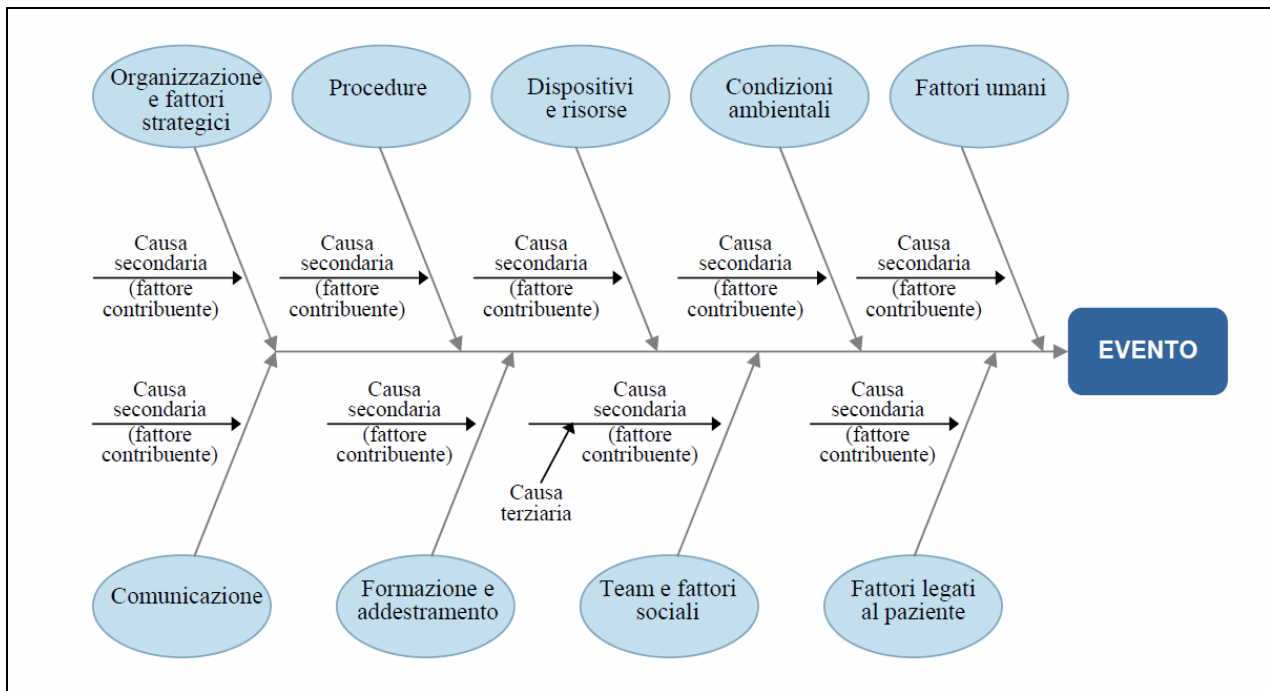 Organizzazione
e fattori
strategici
Procedure
Dispositivi
e risorse
Condizioni
ambientali
Fattori umani
Causa
secondaria
(fattore
contribuente)
Causa
secondaria
(fattore
contribuente)
Causa
secondaria
(fattore
contribuente)
Causa
secondaria
(fattore
contribuente)
Causa
secondaria
(fattore
contribuente)
EVENTO
Causa
secondaria
(fattore
contribuente)
Causa
secondaria
(fattore
contribuente)
Causa
secondaria
(fattore
contribuente)
Causa
terziaria
Causa
secondaria
(fattore
contribuente)
Comunicazione
Formazione e
addestramento
Team e fattori
sociali
Fattori legati
al paziente